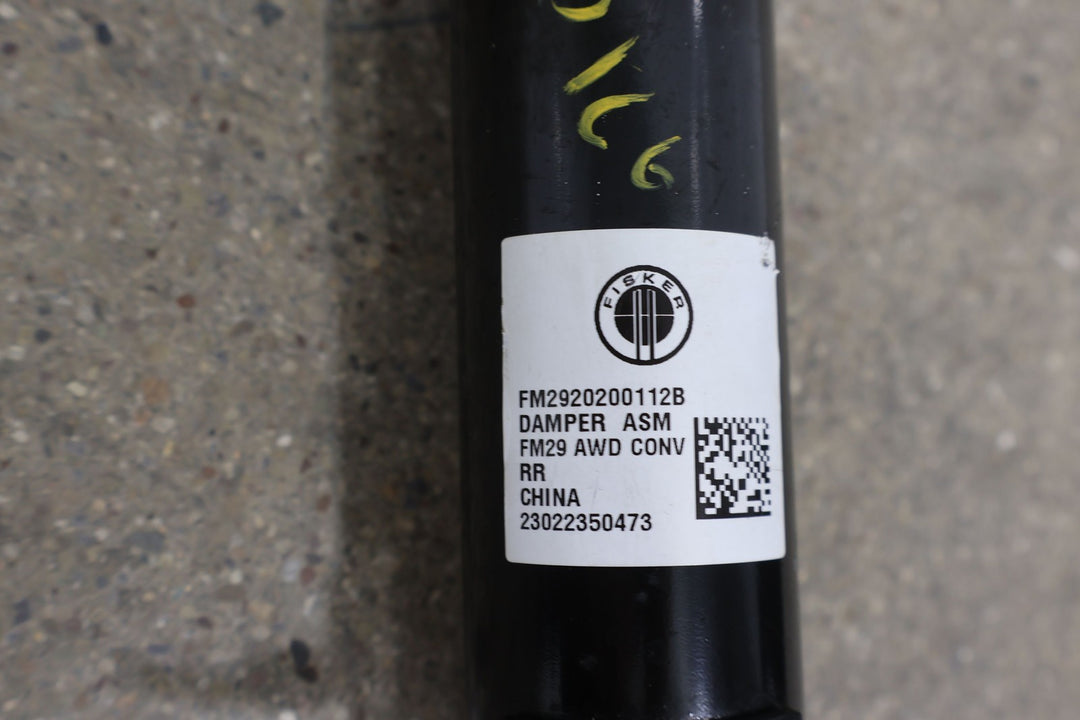 FISKER
FM2920200112B
DAMPER ASM
FM29 AWD CONV
RR
CHINA
23022350473